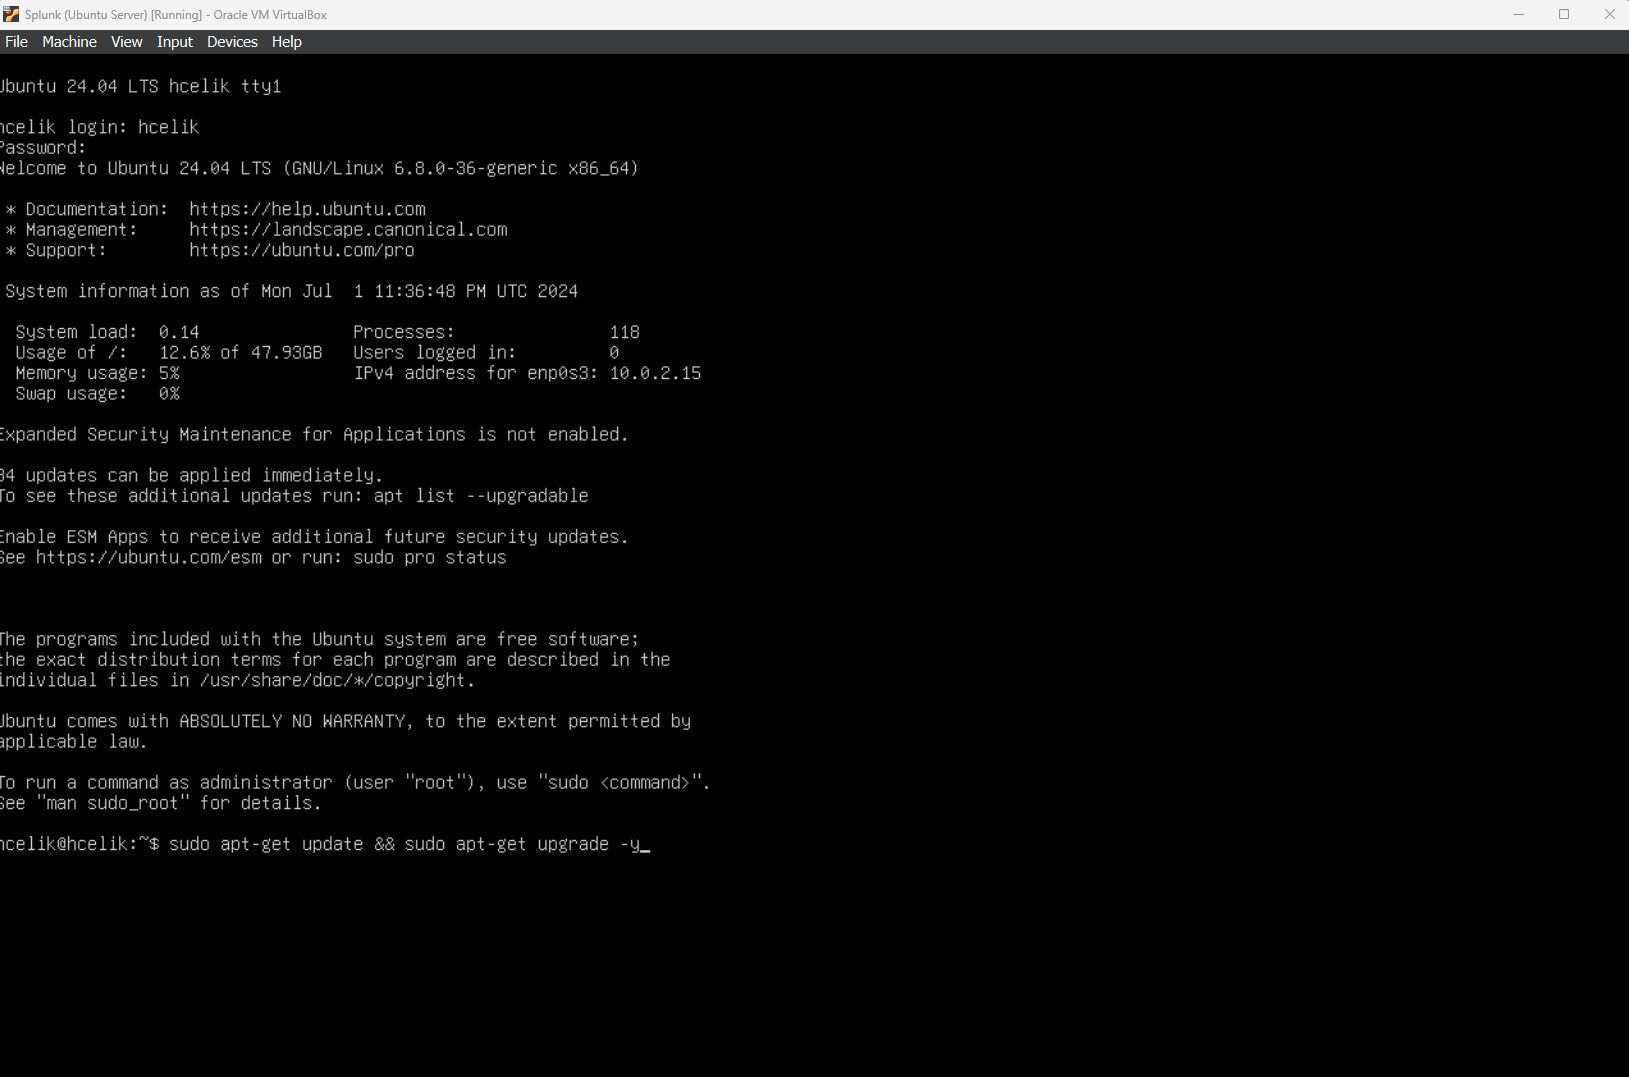 Splunk (Ubuntu Server) [Running] - Oracle VM VirtualBox
File Machine View Input Devices Help
Ubuntu 24.04 LTS hcelik tty1
hcelik login: hcelik
Password:
Welcome to Ubuntu 24.04 LTS (GNU/Linux 6.8.0-36-generic x86_64)
* Documentation: https://help.ubuntu.com
* Management: https://landscape.canonical.com
* Support: https://ubuntu.com/pro
System information as of Mon Jul 1 11:36:48 PM UTC 2024
System load: 0.14 Processes: 118
Usage of /: 12.6% of 47.93GB Users logged in: 0
Memory usage: 5% IPv4 address for enp0s3: 10.0.2.15
Swap usage: 0%
Expanded Security Maintenance for Applications is not enabled.
34 updates can be applied immediately.
To see these additional updates run: apt list --upgradable
Enable ESM Apps to receive additional future security updates.
See https://ubuntu.com/esm or run: sudo pro status
The programs included with the Ubuntu system are free software;
the exact distribution terms for each program are described in the
individual files in /usr/share/doc/*/copyright.
Ubuntu comes with ABSOLUTELY NO WARRANTY, to the extent permitted by
applicable law.
To run a command as administrator (user "root"), use "sudo <command>".
See "man sudo_root" for details.
hcelik@hcelik:~$ sudo apt-get update && sudo apt-get upgrade -y_